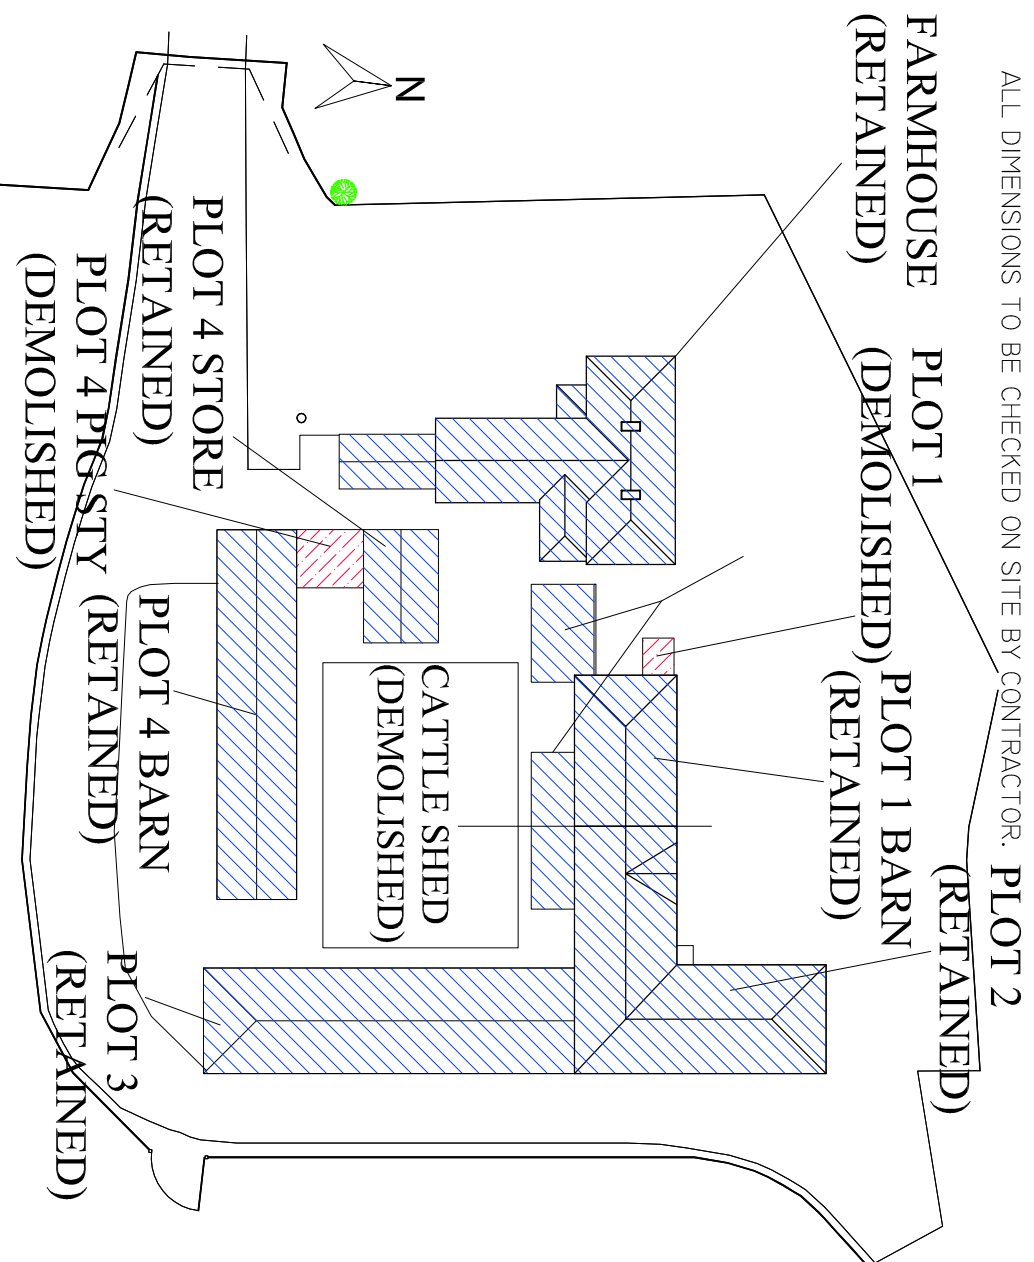 ALL DIMENSIONS TO BE CHECKED ON SITE BY CONTRACTOR.
FARMHOUSE
(RETAINED)
PLOT 1
(DEMOLISHED)
PLOT 1 BARN
(RETAINED)
PLOT 2
(RETAINED)
N
CATTLE SHED
(DEMOLISHED)
PLOT 4 STORE
(RETAINED)
PLOT 4 PIG STY
(DEMOLISHED)
PLOT 4 BARN
(RETAINED)
PLOT 3
(RETAINED)